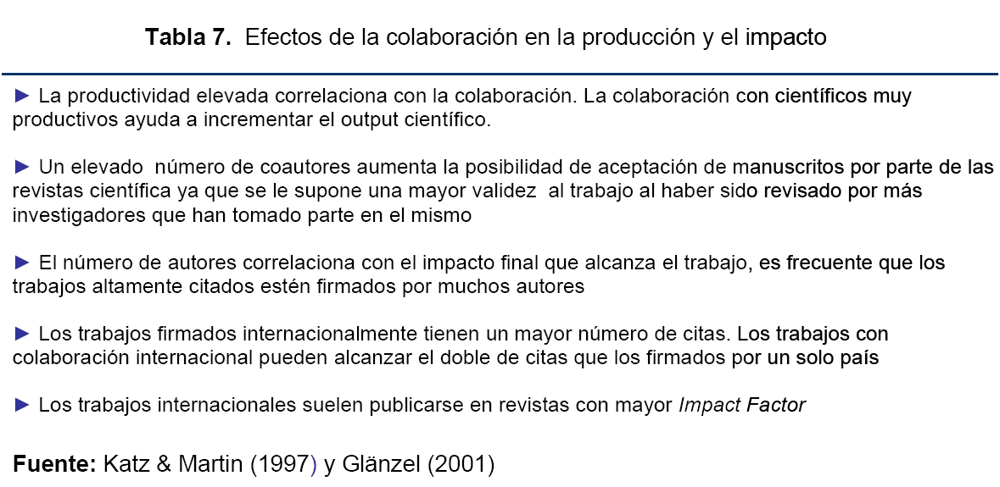 Tabla 7. Efectos de la colaboración en la producción y el impacto
► La productividad elevada correlaciona con la colaboración. La colaboración con científicos muy
productivos ayuda a incrementar el output científico.
► Un elevado número de coautores aumenta la posibilidad de aceptación de manuscritos por parte de las
revistas científica ya que se le supone una mayor validez al trabajo al haber sido revisado por más
investigadores que han tomado parte en el mismo
► El número de autores correlaciona con el impacto final que alcanza el trabajo, es frecuente que los
trabajos altamente citados estén firmados por muchos autores
► Los trabajos firmados internacionalmente tienen un mayor número de citas. Los trabajos con
colaboración internacional pueden alcanzar el doble de citas que los firmados por un solo país
► Los trabajos internacionales suelen publicarse en revistas con mayor Impact Factor
Fuente: Katz & Martin (1997) y Glänzel (2001)